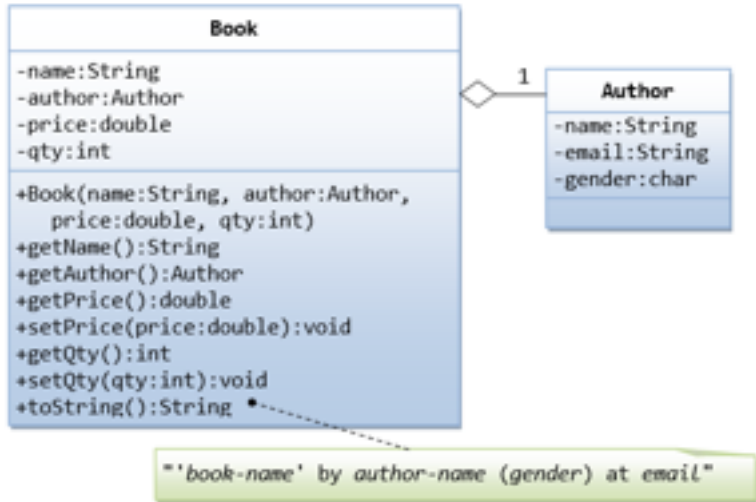 Book
-name:String
-author:Author
-price:double
-qty:int
+Book(name:String, author:Author,
price:double, qty:int)
+getName():String
+getAuthor():Author
+getPrice():double
+setPrice(price:double):void
+getQty():int
+setQty(qty:int):void
+toString():String
1
Author
-name:String
-email:String
-gender:char
"'book-name' by author-name (gender) at email"